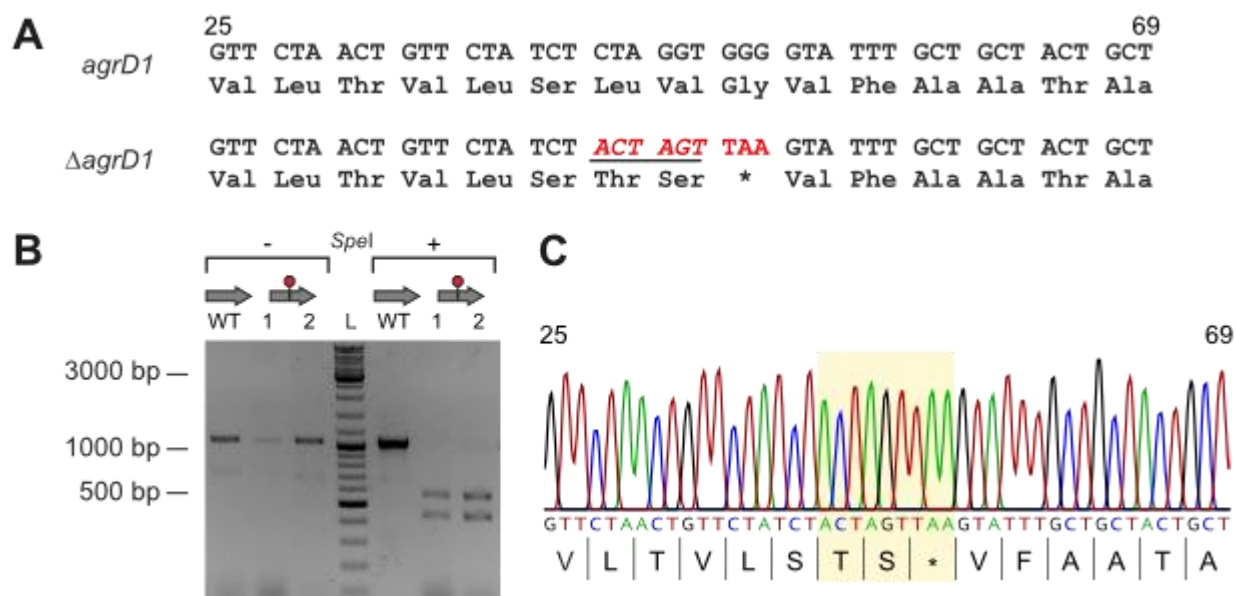 A
25 69
agrD1
GTT CTA ACT GTT CTA TCT CTA GGT GGG GTA TTT GCT GCT ACT GCT
Val Leu Thr Val Leu Ser Leu Val Gly Val Phe Ala Ala Thr Ala
ΔagrD1
GTT CTA ACT GTT CTA TCT ACT AGT TAA GTA TTT GCT GCT ACT GCT
Val Leu Thr Val Leu Ser Thr Ser * Val Phe Ala Ala Thr Ala
B
- SpeI +
WT 1 2 L WT 1 2
3000 bp
1000 bp
500 bp
C
25 69
GTTCTAACTGTTCTATCTACTAGTTAAGTATTTGCTGCTACTGCT
V L T V L S T S * V F A A T A